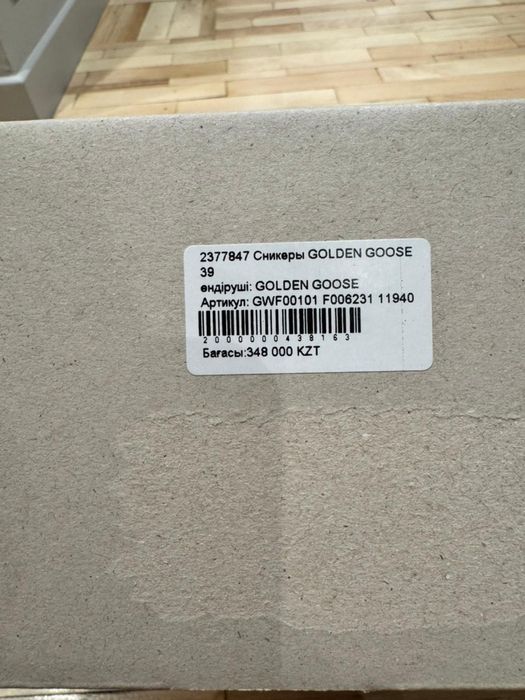 2377847 Сникеры GOLDEN GOOSE
39
өндіруші: GOLDEN GOOSE
Артикул: GWF00101 F006231 11940
2000000438163
Бағасы:348 000 KZT